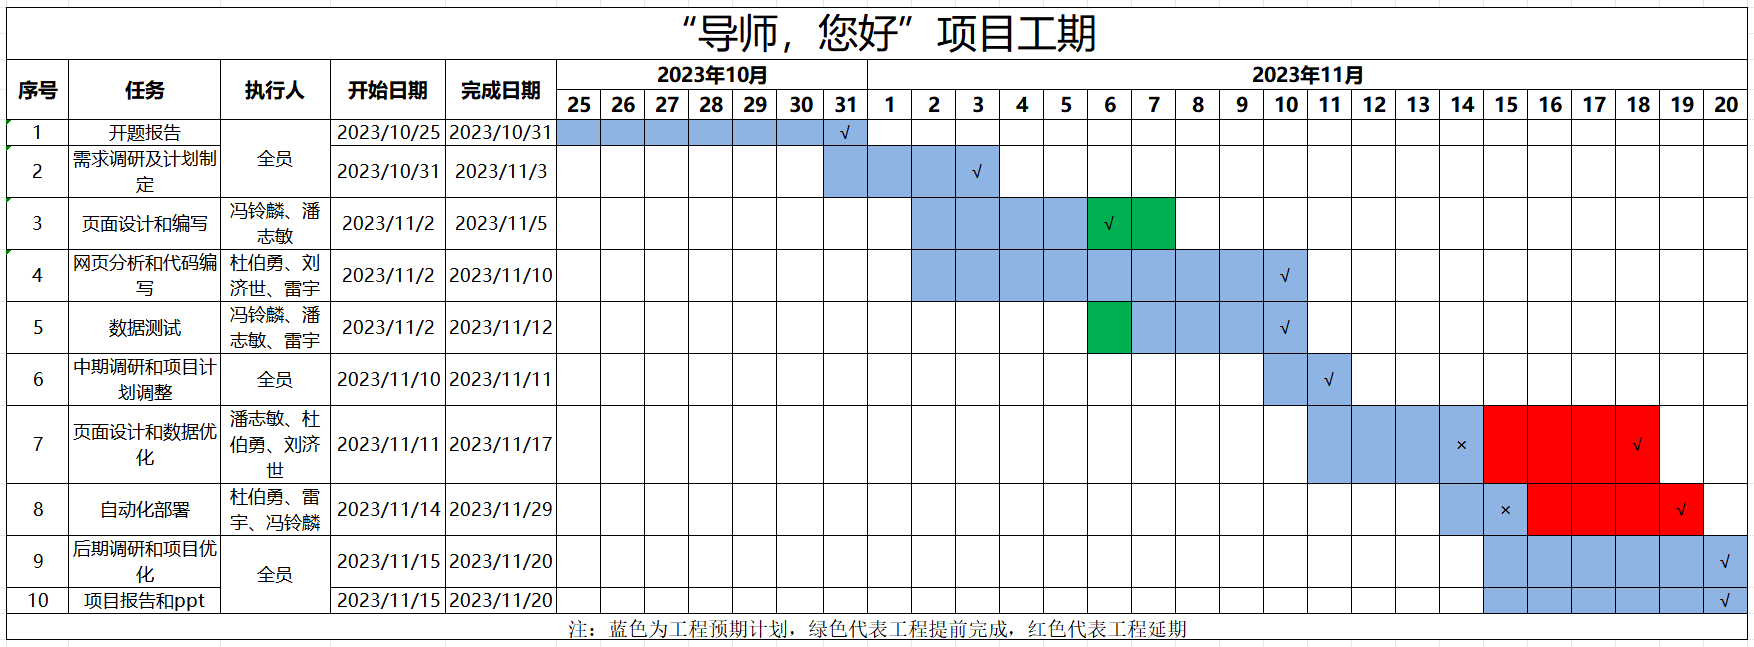 “导师，您好”项目工期
序号 任务 执行人 开始日期 完成日期 2023年10月 2023年11月
25 26 27 28 29 30 31 1 2 3 4 5 6 7 8 9 10 11 12 13 14 15 16 17 18 19 20
1 开题报告 全员 2023/10/25 2023/10/31 √
2 需求调研及计划制
定 2023/10/31 2023/11/3 √
3 页面设计和编写 冯铃麟、潘
志敏 2023/11/2 2023/11/5 √
4 网页分析和代码编
写 杜伯勇、刘
济世、雷宇 2023/11/2 2023/11/10 √
5 数据测试 冯铃麟、潘
志敏、雷宇 2023/11/2 2023/11/12 √
6 中期调研和项目计
划调整 全员 2023/11/10 2023/11/11 √
7 页面设计和数据优
化 潘志敏、杜
伯勇、刘济
世 2023/11/11 2023/11/17 × √
8 自动化部署 杜伯勇、雷
宇、冯铃麟 2023/11/14 2023/11/29 × √
9 后期调研和项目优
化 全员 2023/11/15 2023/11/20 √
10 项目报告和ppt 2023/11/15 2023/11/20 √
注：蓝色为工程预期计划，绿色代表工程提前完成，红色代表工程延期